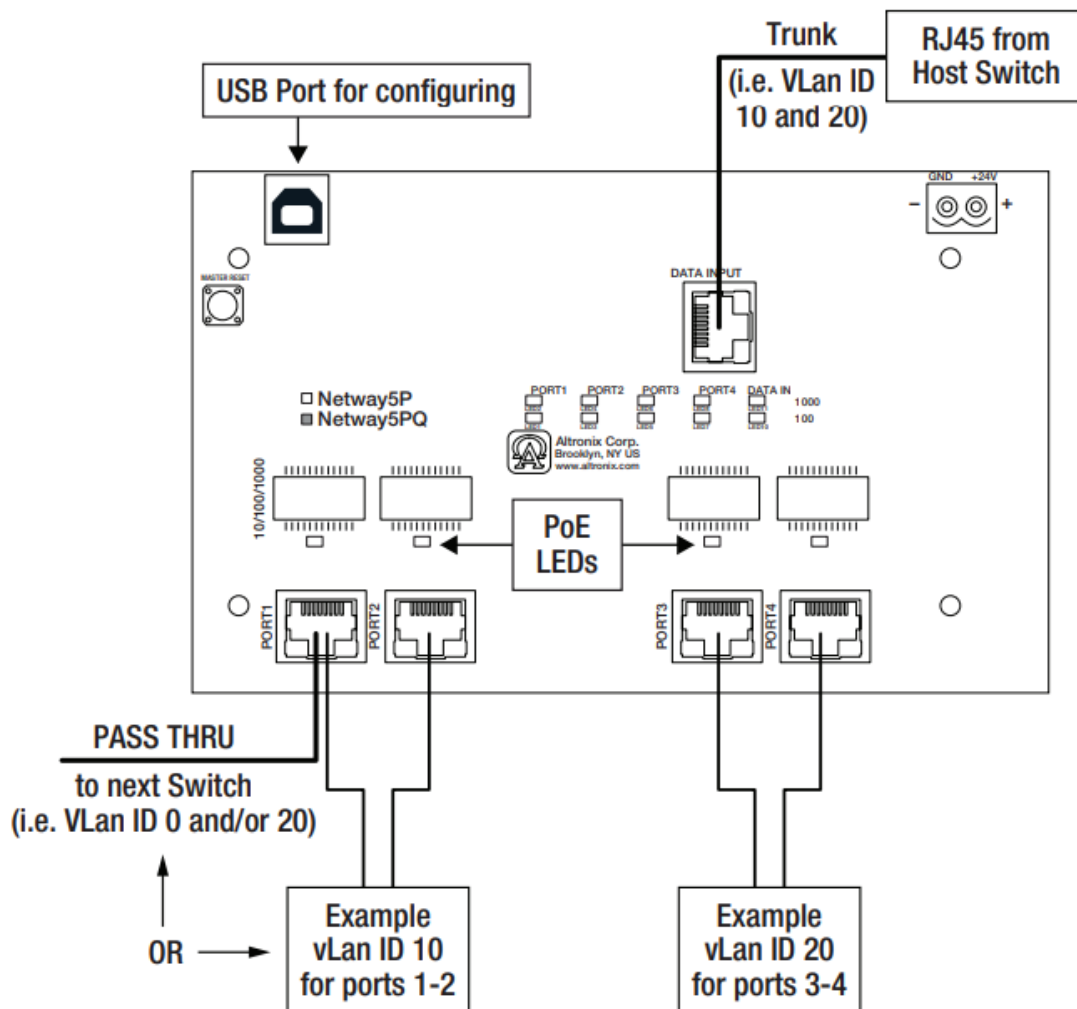 Trunk
(i.e. VLan ID
10 and 20)
RJ45 from
Host Switch
USB Port for configuring
GND +24V
– +
MASTER RESET
DATA INPUT
PORT1 PORT2 PORT3 PORT4 DATA IN
1000
100
Netway5P
Netway5PQ
Altronix Corp.
Brooklyn, NY US
www.altronix.com
10/100/1000
PoE
LEDs
PORT1
PORT2
PORT3
PORT4
PASS THRU
to next Switch
(i.e. VLan ID 0 and/or 20)
OR
Example
vLan ID 10
for ports 1-2
Example
vLan ID 20
for ports 3-4